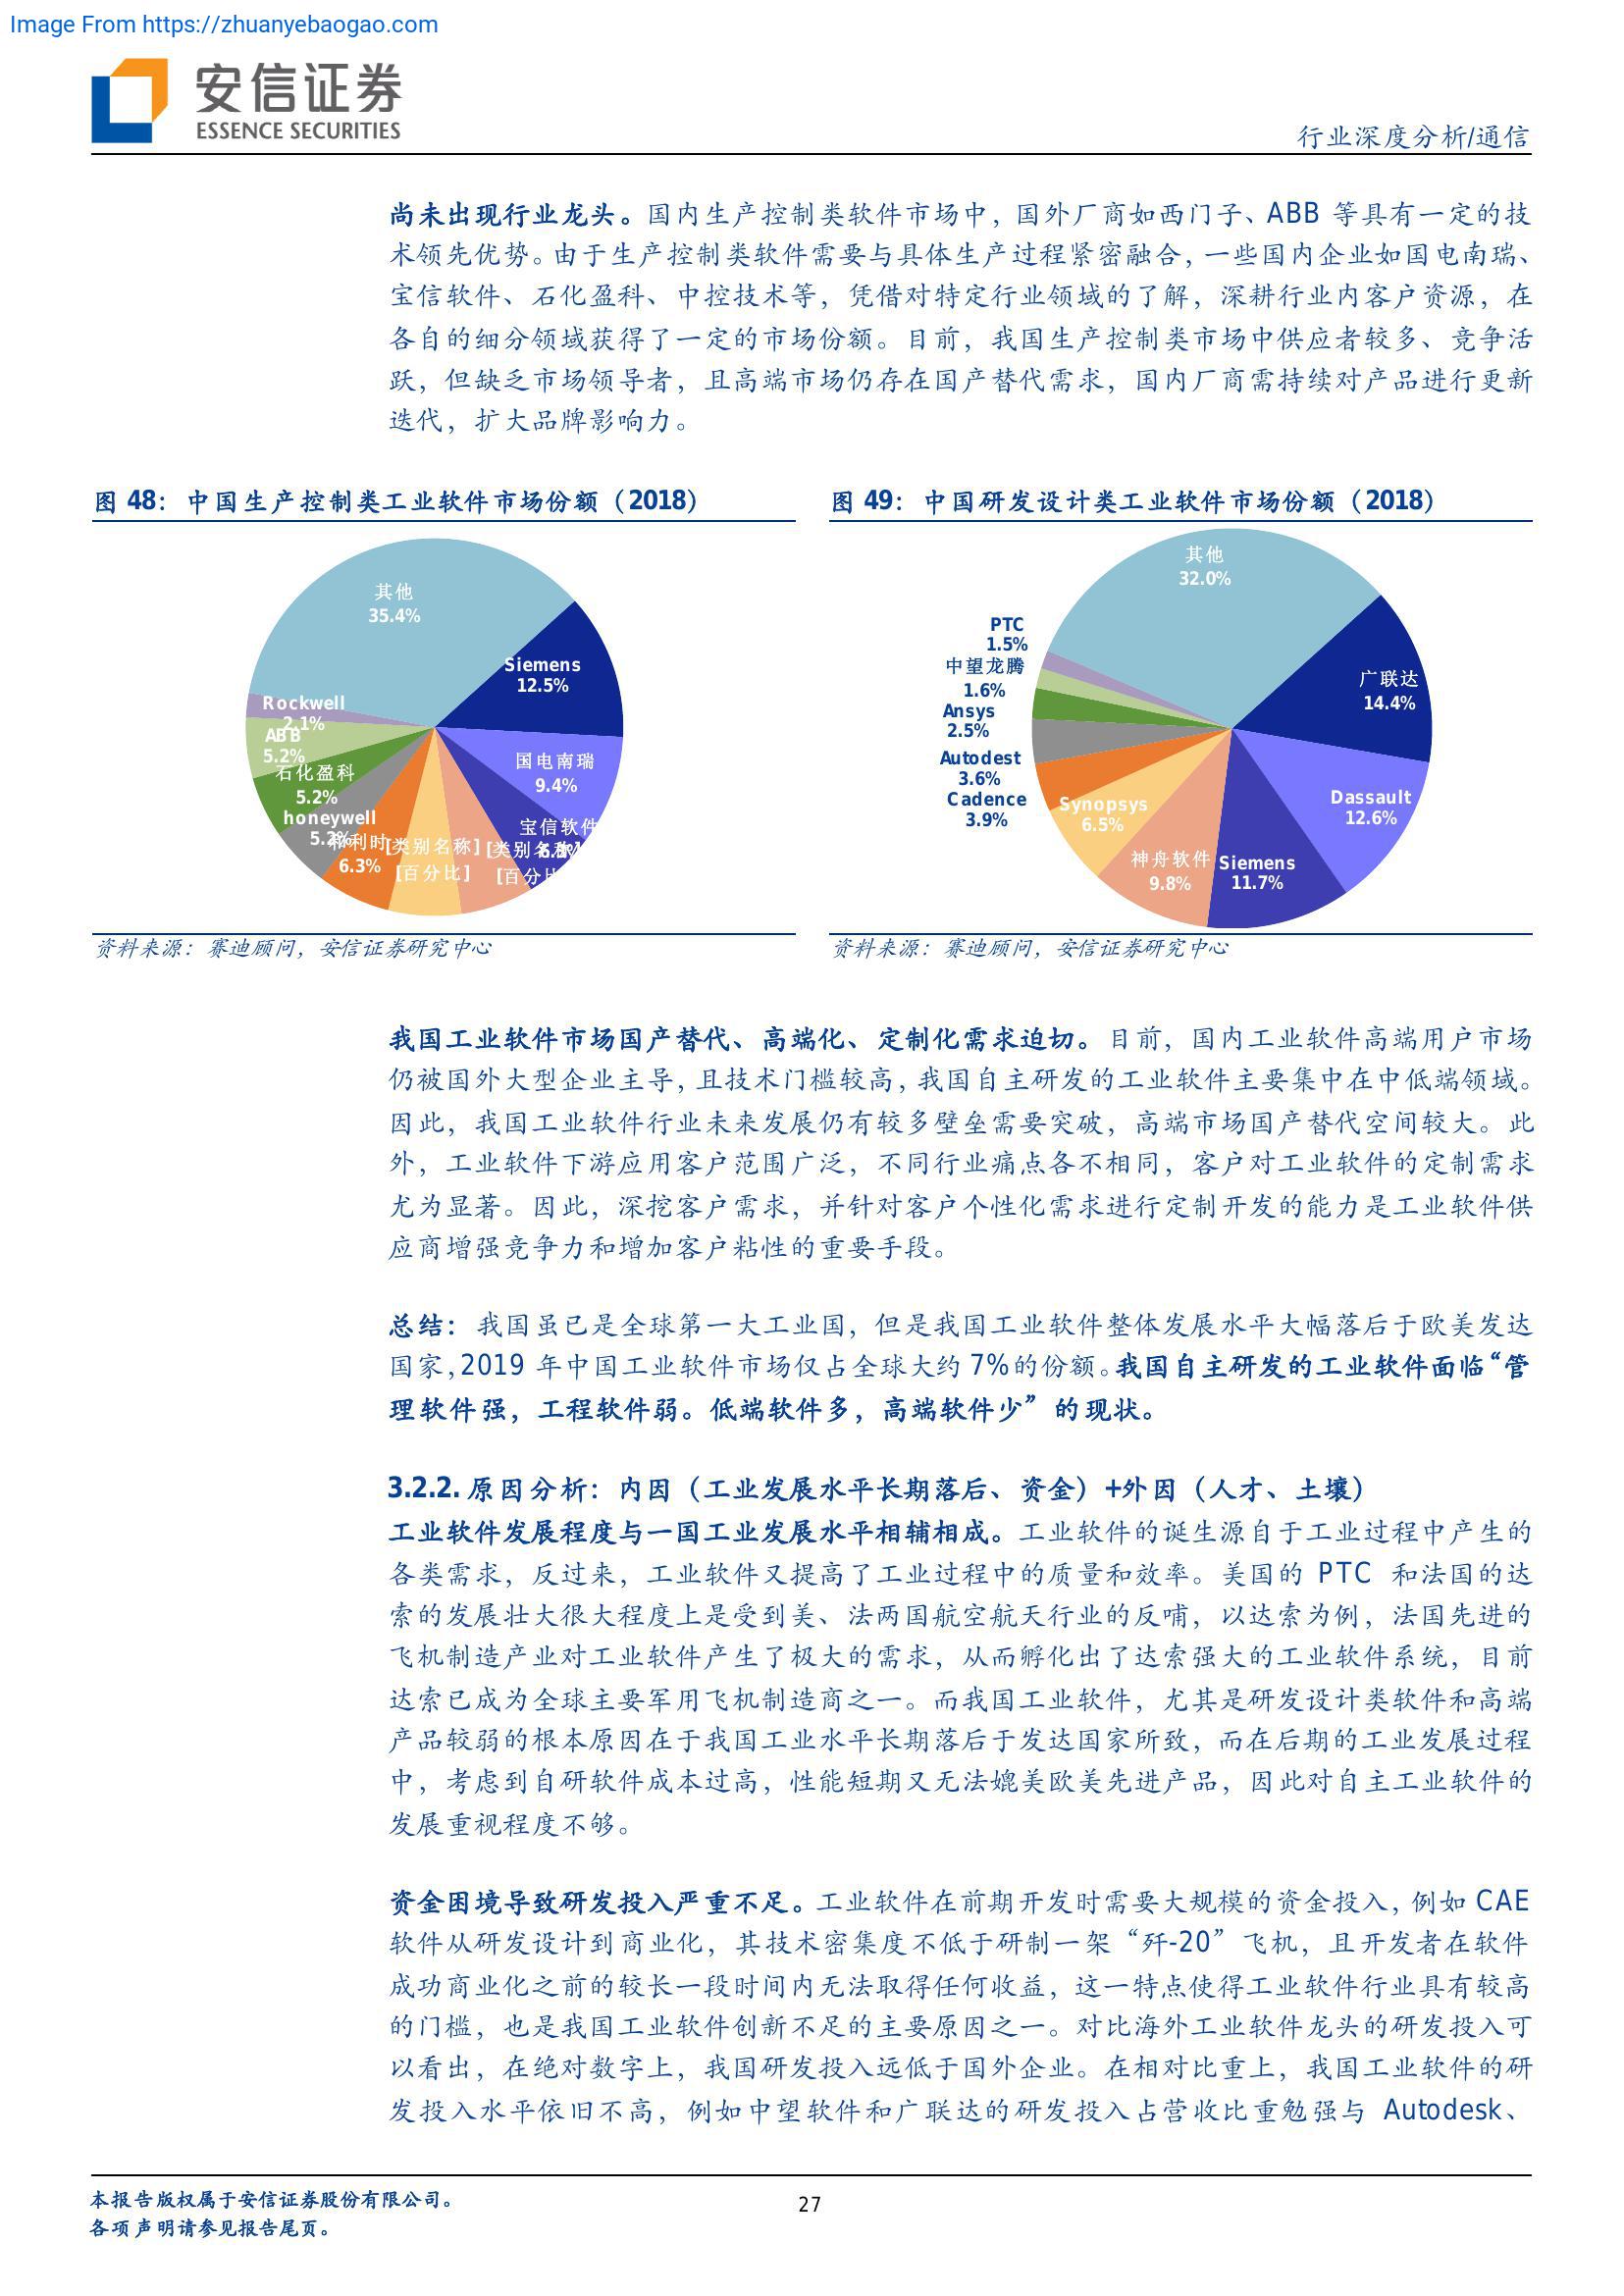 Image From https://zhuanyebaogao.com
安信证券
ESSENCE SECURITIES
行业深度分析/通信
尚未出现行业龙头。国内生产控制类软件市场中，国外厂商如西门子、ABB 等具有一定的技
术领先优势。由于生产控制类软件需要与具体生产过程紧密融合，一些国内企业如国电南瑞、
宝信软件、石化盈科、中控技术等，凭借对特定行业领域的了解，深耕行业内客户资源，在
各自的细分领域获得了一定的市场份额。目前，我国生产控制类市场中供应者较多、竞争活
跃，但缺乏市场领导者，且高端市场仍存在国产替代需求，国内厂商需持续对产品进行更新
迭代，扩大品牌影响力。
图 48：中国生产控制类工业软件市场份额（2018）
其他
35.4%
Siemens
12.5%
国电南瑞
9.4%
宝信软件
[类别名称]
[百分比]
[类别名称]
[百分比]
6.3%
honeywell
5.2%
石化盈科
5.2%
ABB
5.2%
Rockwell
2.1%
资料来源：赛迪顾问，安信证券研究中心
图 49：中国研发设计类工业软件市场份额（2018）
其他
32.0%
广联达
14.4%
Dassault
12.6%
Siemens
11.7%
神舟软件
9.8%
Synopsys
6.5%
Cadence
3.9%
Autodest
3.6%
Ansys
2.5%
中望龙腾
1.6%
PTC
1.5%
资料来源：赛迪顾问，安信证券研究中心
我国工业软件市场国产替代、高端化、定制化需求迫切。目前，国内工业软件高端用户市场
仍被国外大型企业主导，且技术门槛较高，我国自主研发的工业软件主要集中在中低端领域。
因此，我国工业软件行业未来发展仍有较多壁垒需要突破，高端市场国产替代空间较大。此
外，工业软件下游应用客户范围广泛，不同行业痛点各不相同，客户对工业软件的定制需求
尤为显著。因此，深挖客户需求，并针对客户个性化需求进行定制开发的能力是工业软件供
应商增强竞争力和增加客户粘性的重要手段。
总结：我国虽已是全球第一大工业国，但是我国工业软件整体发展水平大幅落后于欧美发达
国家，2019 年中国工业软件市场仅占全球大约 7%的份额。我国自主研发的工业软件面临“管
理软件强，工程软件弱。低端软件多，高端软件少”的现状。
3.2.2. 原因分析：内因（工业发展水平长期落后、资金）+外因（人才、土壤）
工业软件发展程度与一国工业发展水平相辅相成。工业软件的诞生源自于工业过程中产生的
各类需求，反过来，工业软件又提高了工业过程中的质量和效率。美国的 PTC 和法国的达
索的发展壮大很大程度上是受到美、法两国航空航天行业的反哺，以达索为例，法国先进的
飞机制造产业对工业软件产生了极大的需求，从而孵化出了达索强大的工业软件系统，目前
达索已成为全球主要军用飞机制造商之一。而我国工业软件，尤其是研发设计类软件和高端
产品较弱的根本原因在于我国工业水平长期落后于发达国家所致，而在后期的工业发展过程
中，考虑到自研软件成本过高，性能短期又无法媲美欧美先进产品，因此对自主工业软件的
发展重视程度不够。
资金困境导致研发投入严重不足。工业软件在前期开发时需要大规模的资金投入，例如 CAE
软件从研发设计到商业化，其技术密集度不低于研制一架“歼-20”飞机，且开发者在软件
成功商业化之前的较长一段时间内无法取得任何收益，这一特点使得工业软件行业具有较高
的门槛，也是我国工业软件创新不足的主要原因之一。对比海外工业软件龙头的研发投入可
以看出，在绝对数字上，我国研发投入远低于国外企业。在相对比重上，我国工业软件的研
发投入水平依旧不高，例如中望软件和广联达的研发投入占营收比重勉强与 Autodesk、
本报告版权属于安信证券股份有限公司。
各项声明请参见报告尾页。
27